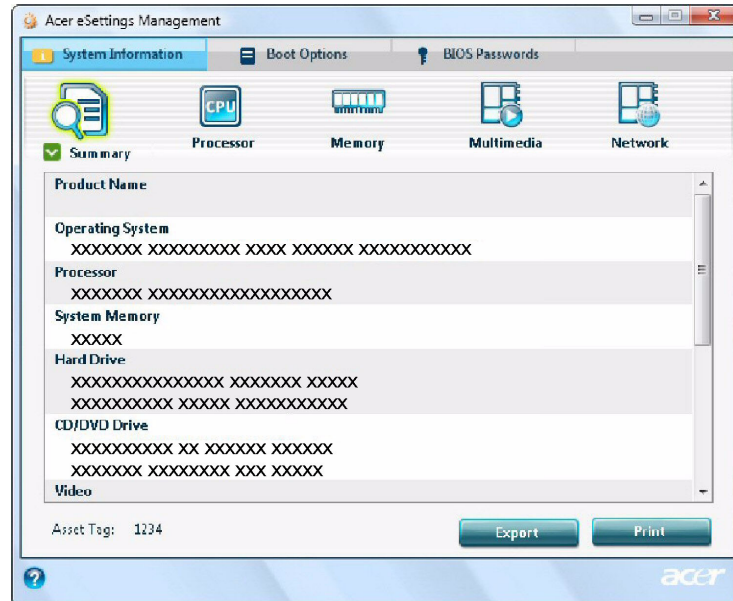 Acer eSettings Management
System Information
Boot Options
BIOS Passwords
CPU
Summary
Processor
Memory
Multimedia
Network
Product Name
Operating System
XXXXXXX XXXXXXXXX XXXX XXXXXX XXXXXXXXXXX
Processor
XXXXXXX XXXXXXXXXXXXXXXXXX
System Memory
XXXXX
Hard Drive
XXXXXXXXXXXXXXX XXXXXXX XXXXX
XXXXXXXXXX XXXXX XXXXXXXXXXX
CD/DVD Drive
XXXXXXXXXX XX XXXXXX XXXXXX
XXXXXXX XXXXXXXX XXX XXXXX
Video
Asset Tag: 1234
Export
Print
?
acer